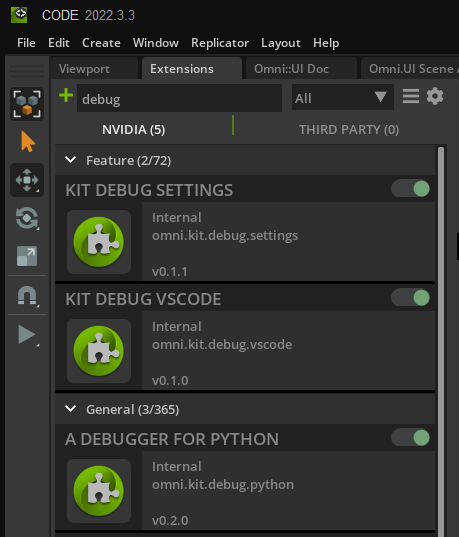 CODE 2022.3.3
File Edit Create Window Replicator Layout Help
Viewport Extensions Omni::UI Doc Omni.UI Scene
debug All
NVIDIA (5) THIRD PARTY (0)
Feature (2/72)
KIT DEBUG SETTINGS
Internal
omni.kit.debug.settings
v0.1.1
KIT DEBUG VSCODE
Internal
omni.kit.debug.vscode
v0.1.0
General (3/365)
A DEBUGGER FOR PYTHON
Internal
omni.kit.debug.python
v0.2.0